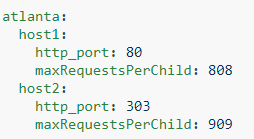 atlanta:
  host1:
    http_port: 80
    maxRequestsPerChild: 808
  host2:
    http_port: 303
    maxRequestsPerChild: 909